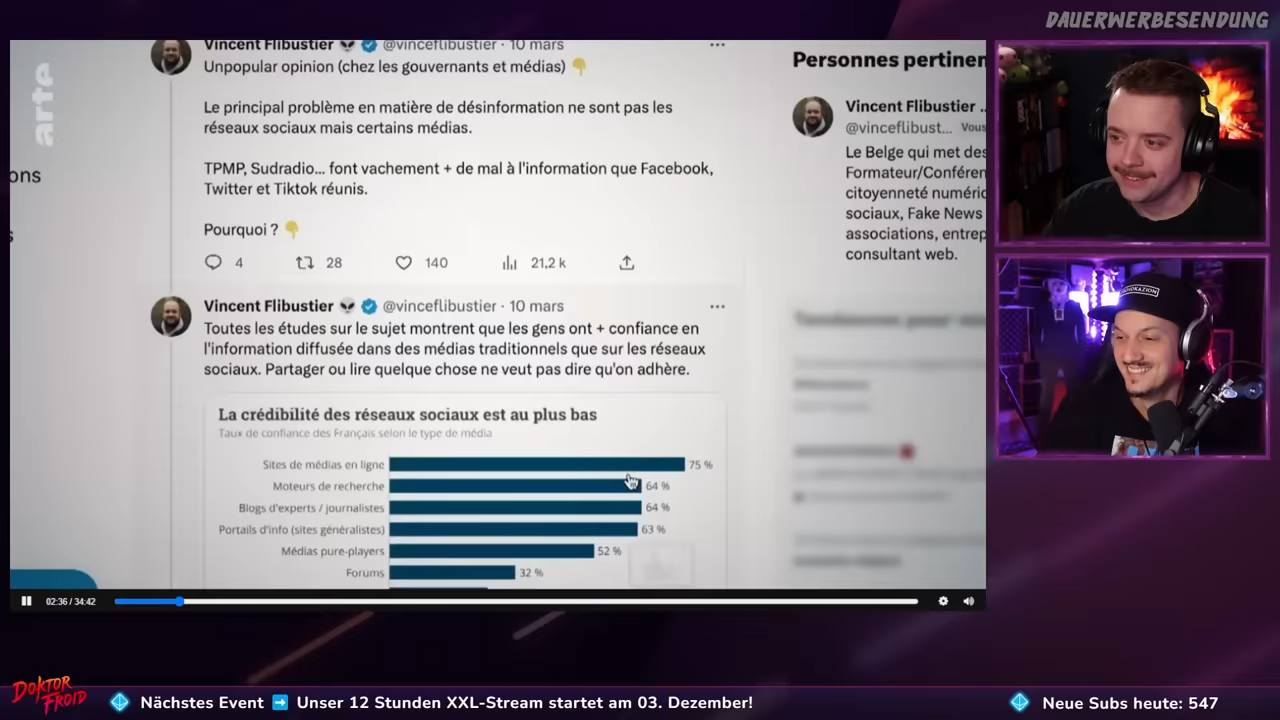 DAUERWERBESENDUNG
arte
ons
Vincent Flibustier @vinceflibustier · 10 mars
Unpopular opinion (chez les gouvernants et médias)
Le principal problème en matière de désinformation ne sont pas les
réseaux sociaux mais certains médias.
TPMP, Sudradio... font vachement + de mal à l'information que Facebook,
Twitter et Tiktok réunis.
Pourquoi ?
4 28 140 21,2 k
Vincent Flibustier @vinceflibustier · 10 mars
Toutes les études sur le sujet montrent que les gens ont + confiance en
l'information diffusée dans des médias traditionnels que sur les réseaux
sociaux. Partager ou lire quelque chose ne veut pas dire qu'on adhère.
La crédibilité des réseaux sociaux est au plus bas
Taux de confiance des Français selon le type de média
Sites de médias en ligne 75 %
Moteurs de recherche 64 %
Blogs d'experts / journalistes 64 %
Portails d'info (sites généralistes) 63 %
Médias pure-players 52 %
Forums 32 %
Personnes pertinen
Vincent Flibustier ..
@vinceflibust... Vous
Le Belge qui met des
Formateur/Conféren
citoyenneté numéric
sociaux, Fake News
associations, entrep
consultant web.
02:36 / 34:42
DOKTOR
FROID
Nächstes Event Unser 12 Stunden XXL-Stream startet am 03. Dezember!
Neue Subs heute: 547